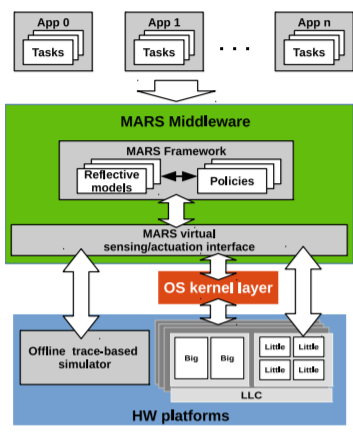 App 0
App 1
App n
Tasks
Tasks
. . .
Tasks
MARS Middleware
MARS Framework
Reflective
models
Policies
MARS virtual
sensing/actuation interface
OS kernel layer
Offline trace-based
simulator
Big
Big
Little
Little
Little
Little
LLC
HW platforms